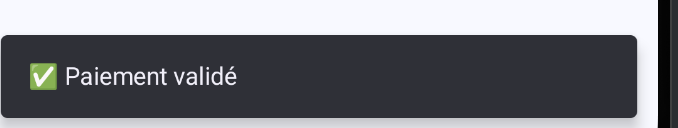 ✅ Paiement validé